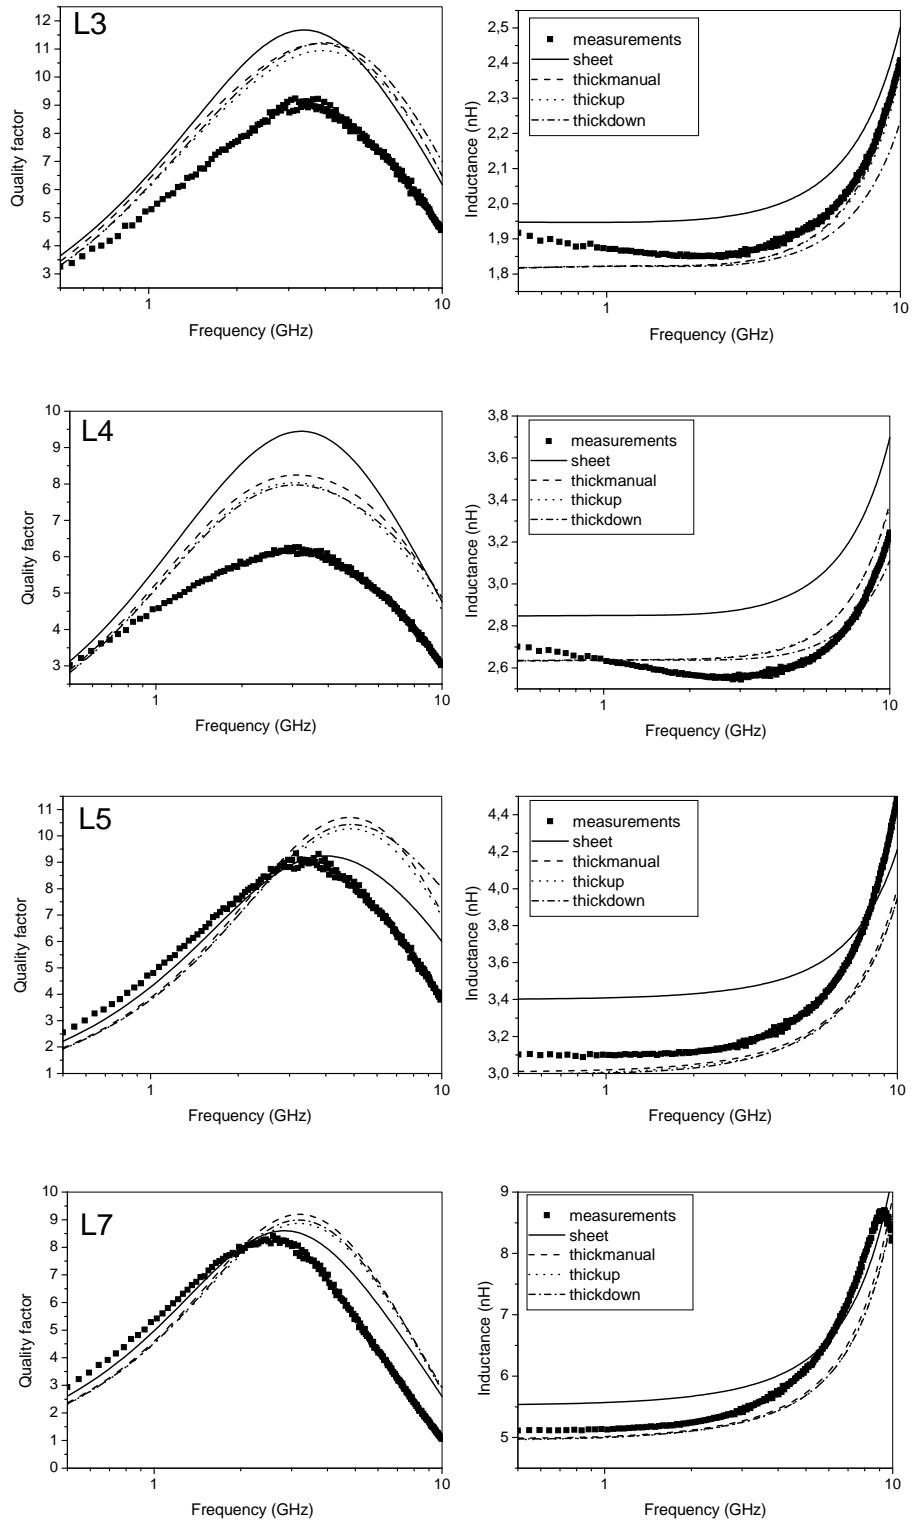 L3
12
11
10
9
8
7
6
5
4
3
1
10
Quality factor
Frequency (GHz)
2,5
2,4
2,3
2,2
2,1
2,0
1,9
1,8
1
10
Inductance (nH)
Frequency (GHz)
measurements
sheet
thickmanual
thickup
thickdown
L4
10
9
8
7
6
5
4
3
1
10
Quality factor
Frequency (GHz)
3,8
3,6
3,4
3,2
3,0
2,8
2,6
1
10
Inductance (nH)
Frequency (GHz)
measurements
sheet
thickmanual
thickup
thickdown
L5
11
10
9
8
7
6
5
4
3
2
1
1
10
Quality factor
Frequency (GHz)
4,4
4,2
4,0
3,8
3,6
3,4
3,2
3,0
1
10
Inductance (nH)
Frequency (GHz)
measurements
sheet
thickmanual
thickup
thickdown
L7
10
9
8
7
6
5
4
3
2
1
0
1
10
Quality factor
Frequency (GHz)
9
8
7
6
5
1
10
Inductance (nH)
Frequency (GHz)
measurements
sheet
thickmanual
thickup
thickdown